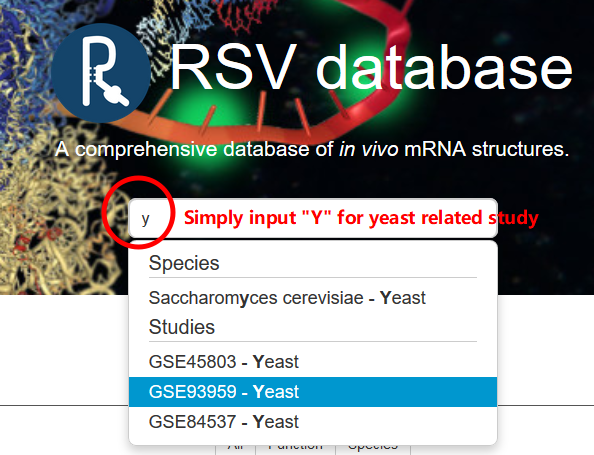 RSV database
A comprehensive database of in vivo mRNA structures.
y Simply input "Y" for yeast related study
Species
Saccharomyces cerevisiae - Yeast
Studies
GSE45803 - Yeast
GSE93959 - Yeast
GSE84537 - Yeast
All Function Species